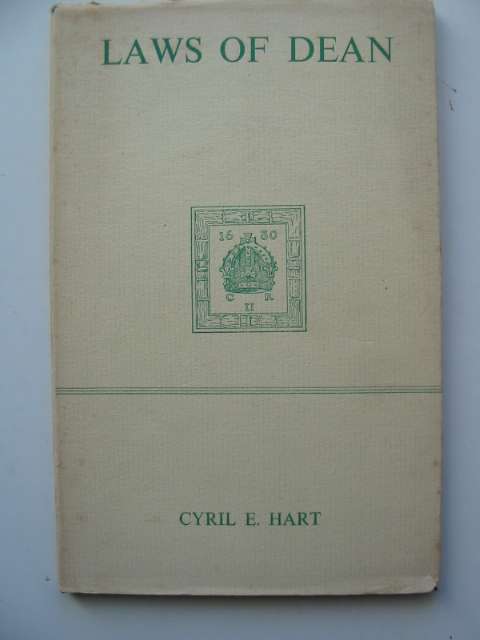 LAWS OF DEAN
16 80
C R
II
CYRIL E. HART